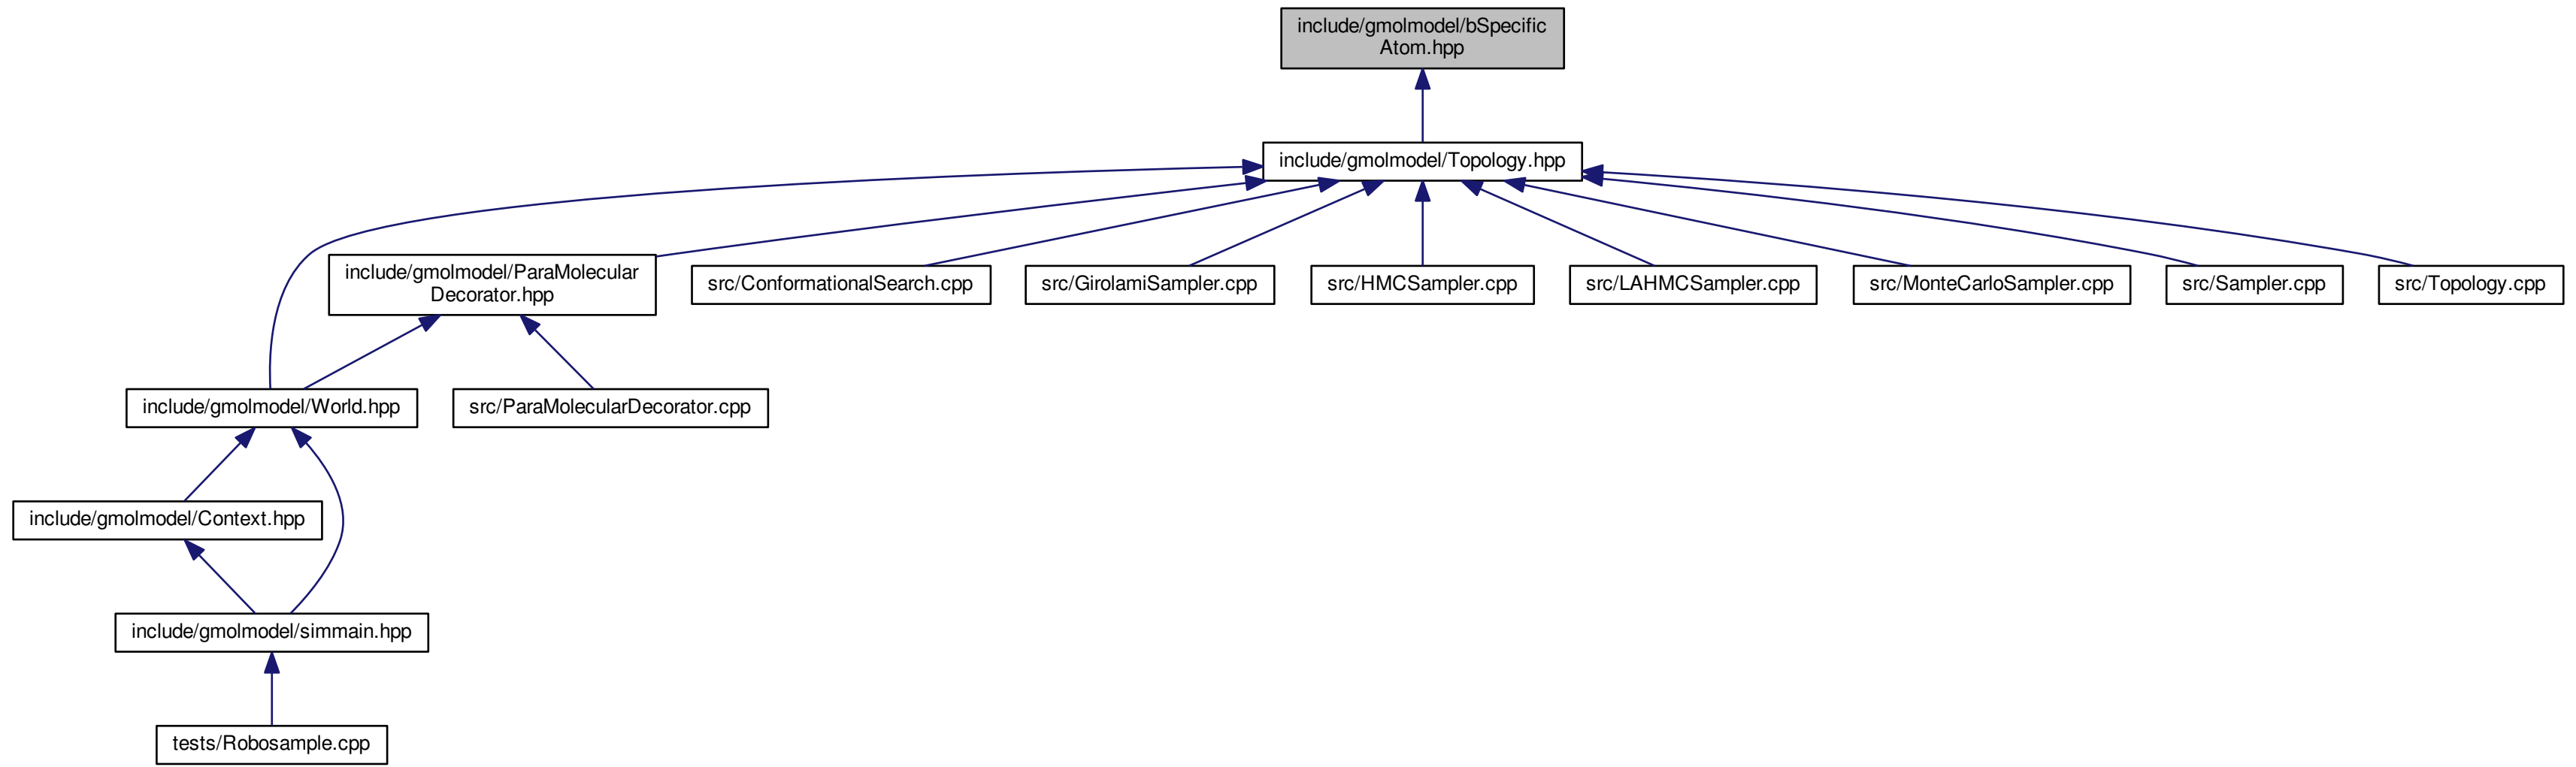 include/gmolmodel/bSpecific
Atom.hpp
include/gmolmodel/Topology.hpp
include/gmolmodel/ParaMolecular
Decorator.hpp
src/ConformationalSearch.cpp
src/GirolamiSampler.cpp
src/HMCSampler.cpp
src/LAHMCSampler.cpp
src/MonteCarloSampler.cpp
src/Sampler.cpp
src/Topology.cpp
include/gmolmodel/World.hpp
src/ParaMolecularDecorator.cpp
include/gmolmodel/Context.hpp
include/gmolmodel/simmain.hpp
tests/Robosample.cpp